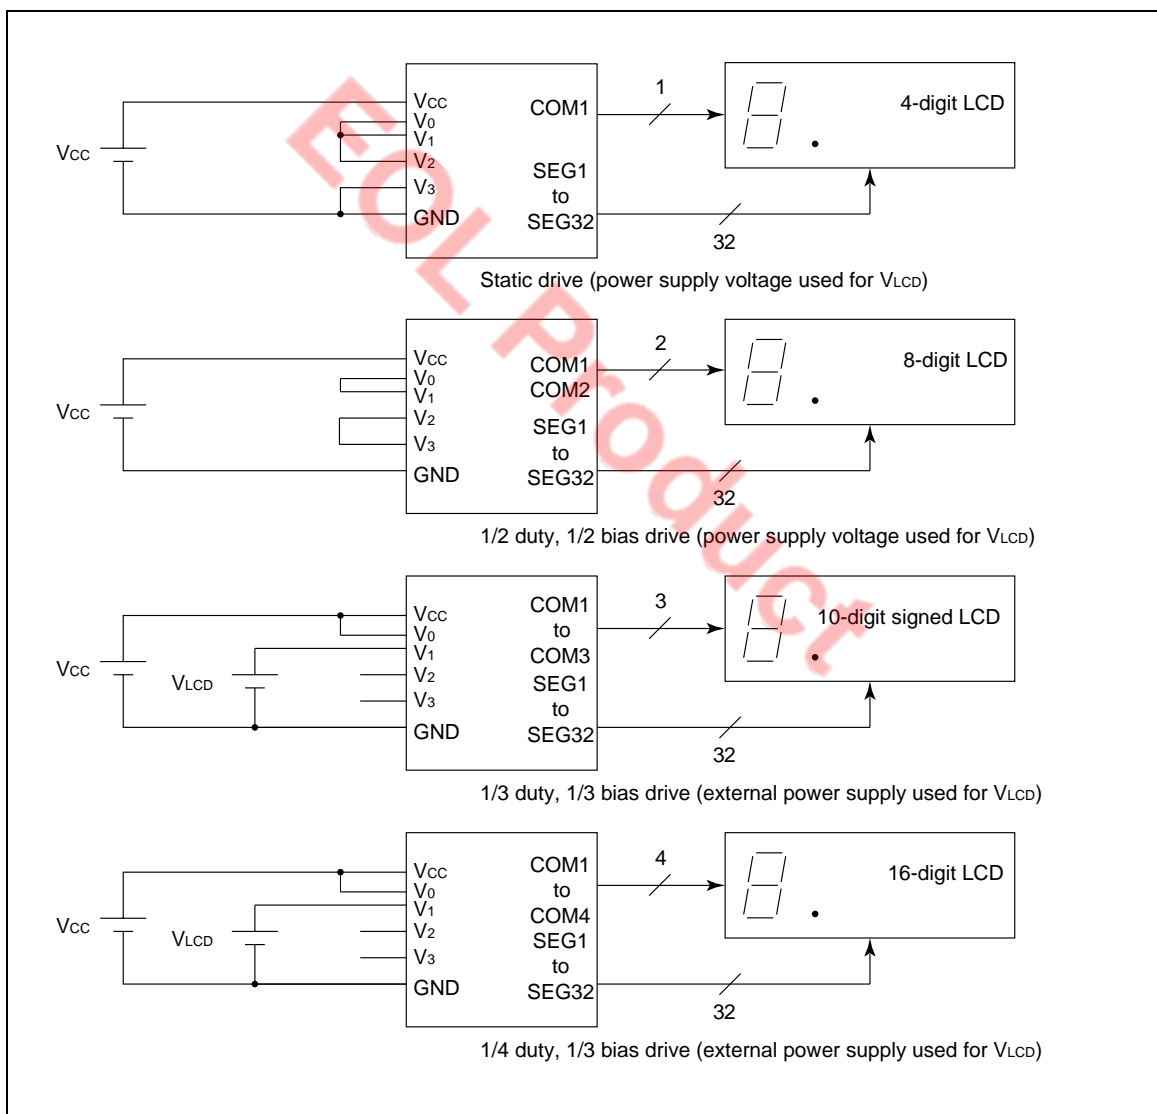 1
COM1
4-digit LCD
VCC
V0
V1
VCC
V2
SEG1
V3
to
GND
SEG32
32
Static drive (power supply voltage used for VLCD)
2
VCC
COM1
8-digit LCD
V0
COM2
V1
VCC
V2
SEG1
V3
to
GND
SEG32
32
1/2 duty, 1/2 bias drive (power supply voltage used for VLCD)
3
COM1
VCC
to
10-digit signed LCD
V0
V1
COM3
VCC
VLCD
V2
SEG1
V3
to
GND
SEG32
32
1/3 duty, 1/3 bias drive (external power supply used for VLCD)
4
COM1
VCC
to
16-digit LCD
V0
V1
COM4
VCC
VLCD
V2
SEG1
V3
to
GND
SEG32
32
1/4 duty, 1/3 bias drive (external power supply used for VLCD)
EOL Product